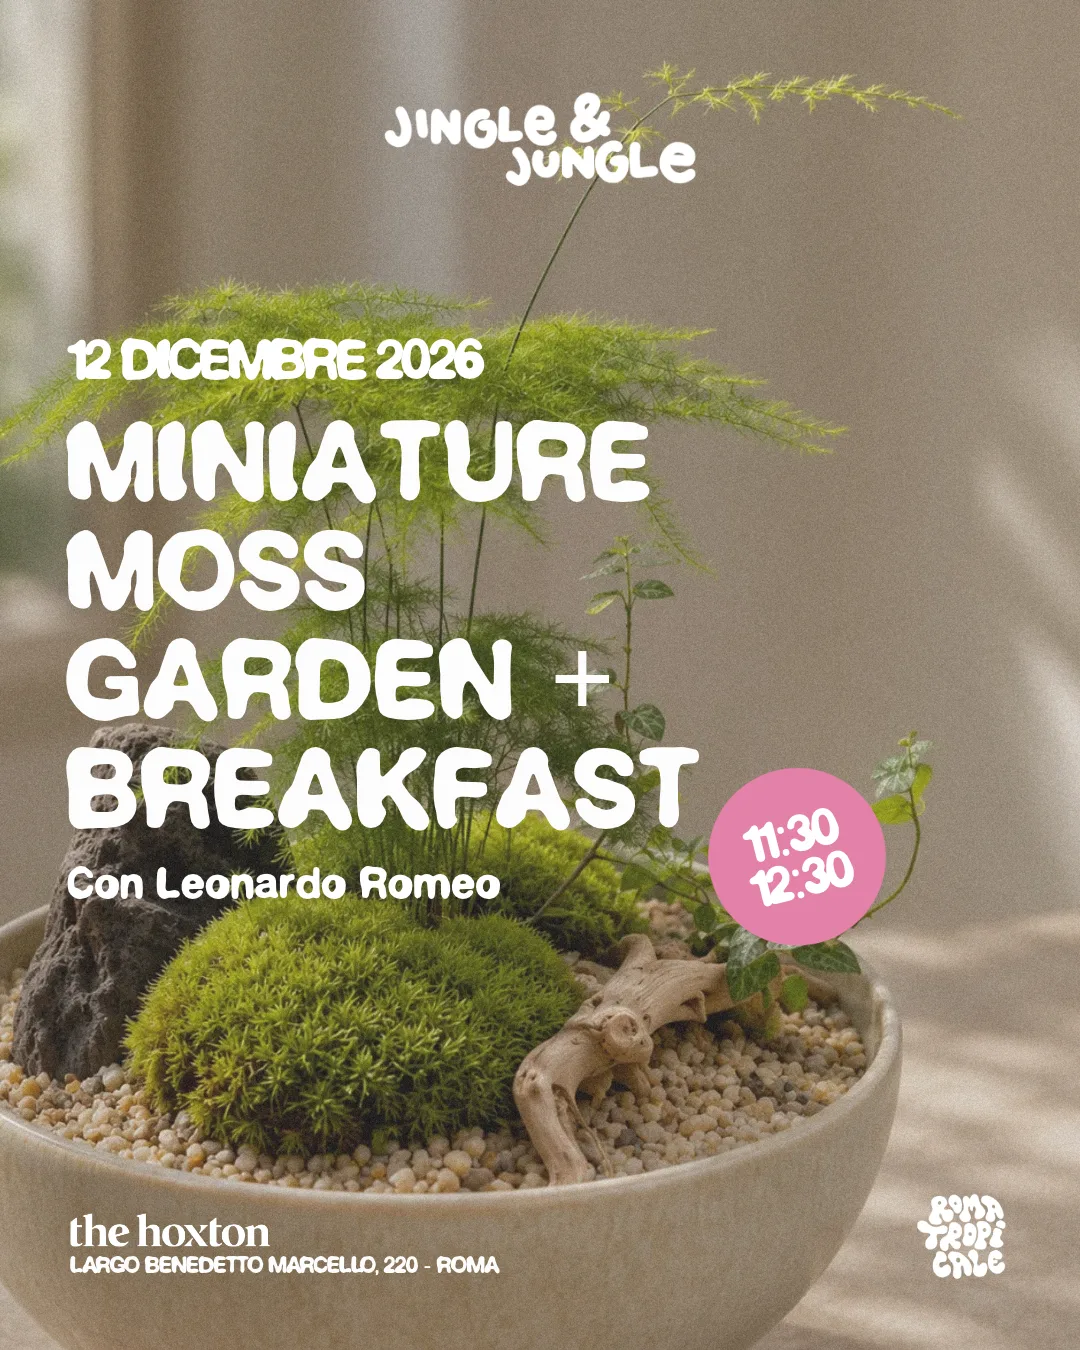 JINGLE &
JUNGLE
12 DICEMBRE 2026
MINIATURE
MOSS
GARDEN +
BREAKFAST
Con Leonardo Romeo
11:30
12:30
the hoxton
LARGO BENEDETTO MARCELLO, 220 - ROMA
ROMA
TROPI
CALE